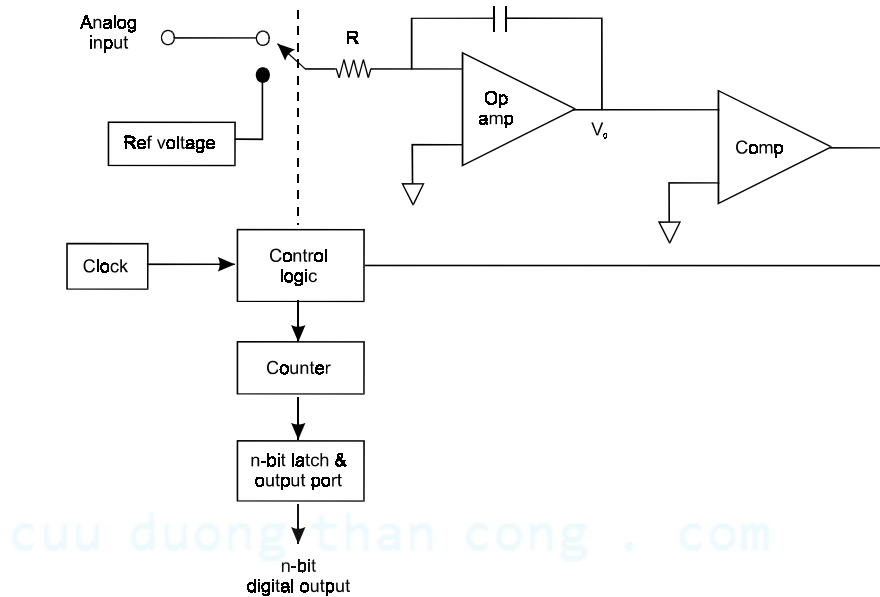 Analog
input
R
Op
amp
Ref voltage
Vo
Comp
Clock
Control
logic
Counter
n-bit latch &
output port
cuu duong than cong . com
n-bit
digital output